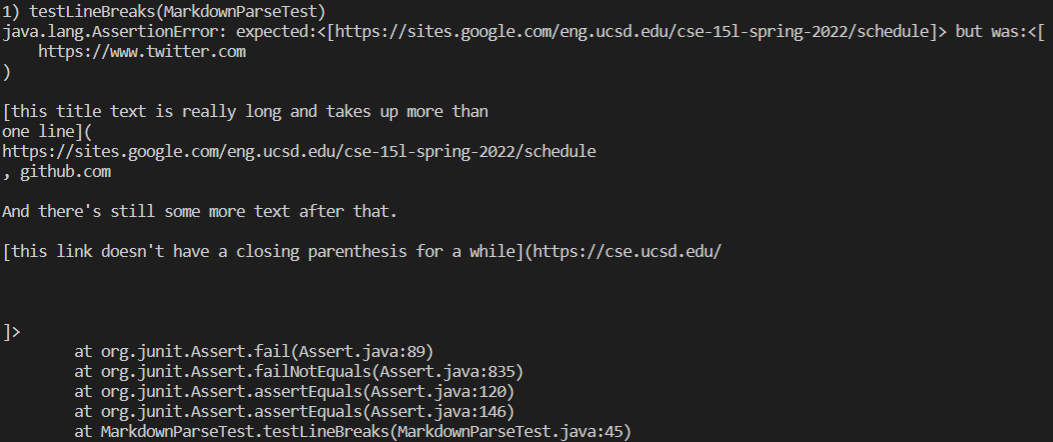 1) testLineBreaks(MarkdownParseTest)
java.lang.AssertionError: expected:<[https://sites.google.com/eng.ucsd.edu/cse-15l-spring-2022/schedule]> but was:<[
    https://www.twitter.com
)

[this title text is really long and takes up more than
one line](
https://sites.google.com/eng.ucsd.edu/cse-15l-spring-2022/schedule
, github.com

And there's still some more text after that.

[this link doesn't have a closing parenthesis for a while](https://cse.ucsd.edu/



]>
        at org.junit.Assert.fail(Assert.java:89)
        at org.junit.Assert.failNotEquals(Assert.java:835)
        at org.junit.Assert.assertEquals(Assert.java:120)
        at org.junit.Assert.assertEquals(Assert.java:146)
        at MarkdownParseTest.testLineBreaks(MarkdownParseTest.java:45)